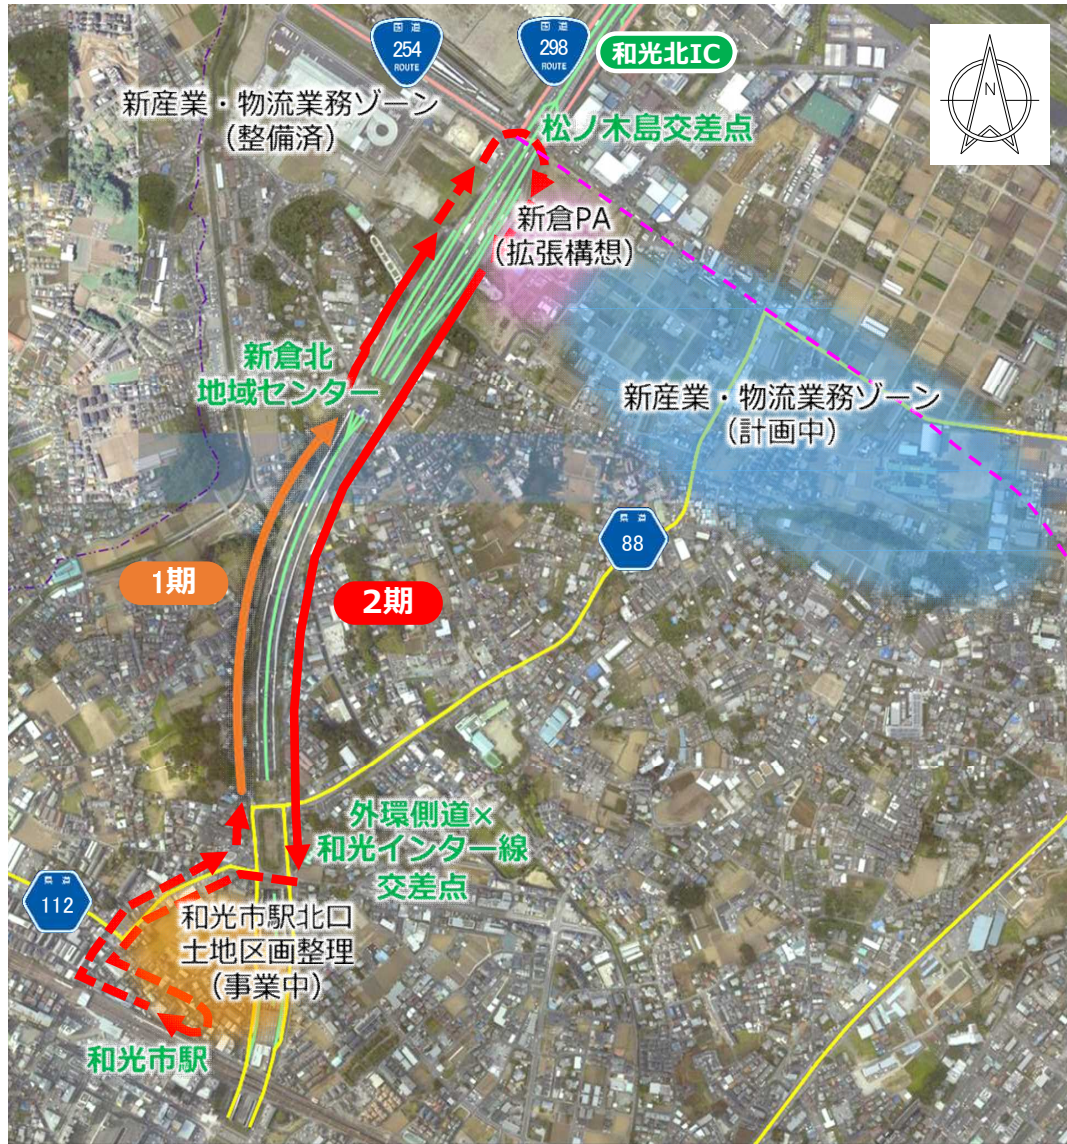 国道
254
ROUTE
国道
298
ROUTE
和光北IC
N
新産業・物流業務ゾーン
（整備済）
松ノ木島交差点
新倉PA
（拡張構想）
新倉北
地域センター
新産業・物流業務ゾーン
（計画中）
県道
88
1期
2期
外環側道×
和光インター線
交差点
県道
112
和光市駅北口
土地区画整理
（事業中）
和光市駅